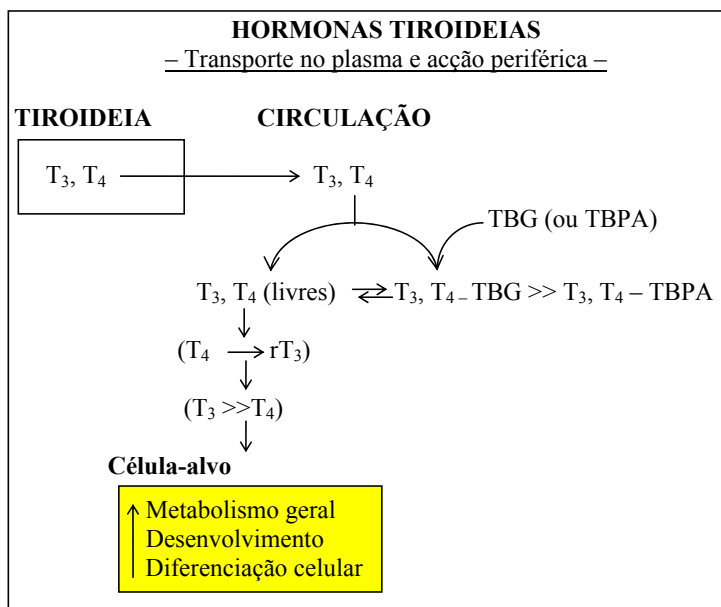 HORMONAS TIROIDEIAS
– Transporte no plasma e acção periférica –
TIROIDEIA CIRCULAÇÃO
T3, T4 T3, T4
TBG (ou TBPA)
T3, T4 (livres) T3, T4 – TBG >> T3, T4 – TBPA
(T4 → rT3)
(T3 >>T4)
Célula-alvo
Metabolismo geral
Desenvolvimento
Diferenciação celular